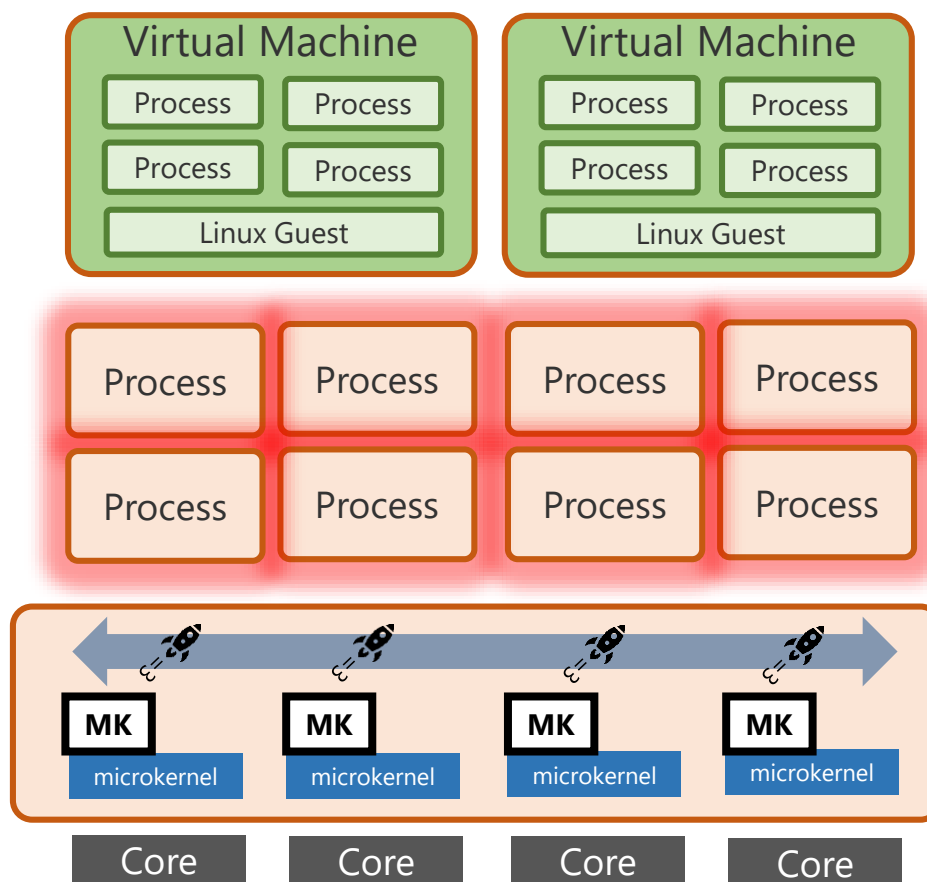 Virtual Machine Virtual Machine
Process Process Process Process
Process Process Process Process
Linux Guest Linux Guest
Process Process Process Process
Process Process Process Process
MK MK MK MK
microkernel microkernel microkernel microkernel
Core Core Core Core